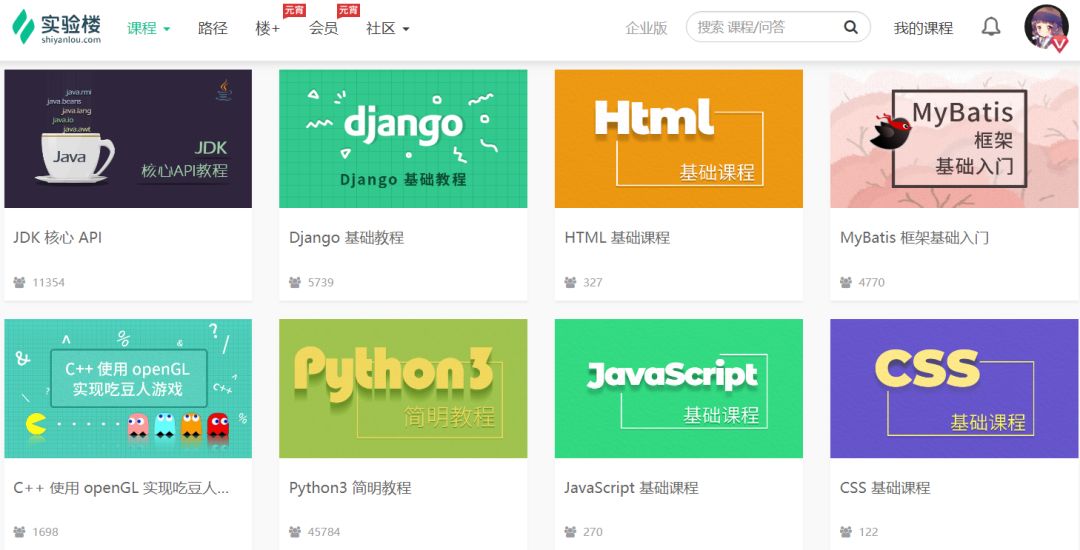 实验楼
shiyanlou.com
课程
路径
楼+
元宵
会员
元宵
社区
企业版
搜索 课程/问答
我的课程
java.rmi
java.beans
java.lang
java.io
java.awt
Java
Java
JDK
核心API教程
django
Django 基础教程
Html
基础课程
MyBatis
框架
基础入门
JDK 核心 API
Django 基础教程
HTML 基础课程
MyBatis 框架基础入门
11354
5739
327
4770
& ^ % & ? /
C++ 使用 openGL
实现吃豆人游戏
C++
%
Python3
简明教程
JavaScript
基础课程
CSS
基础课程
C++ 使用 openGL 实现吃豆人...
Python3 简明教程
JavaScript 基础课程
CSS 基础课程
1698
45784
270
122